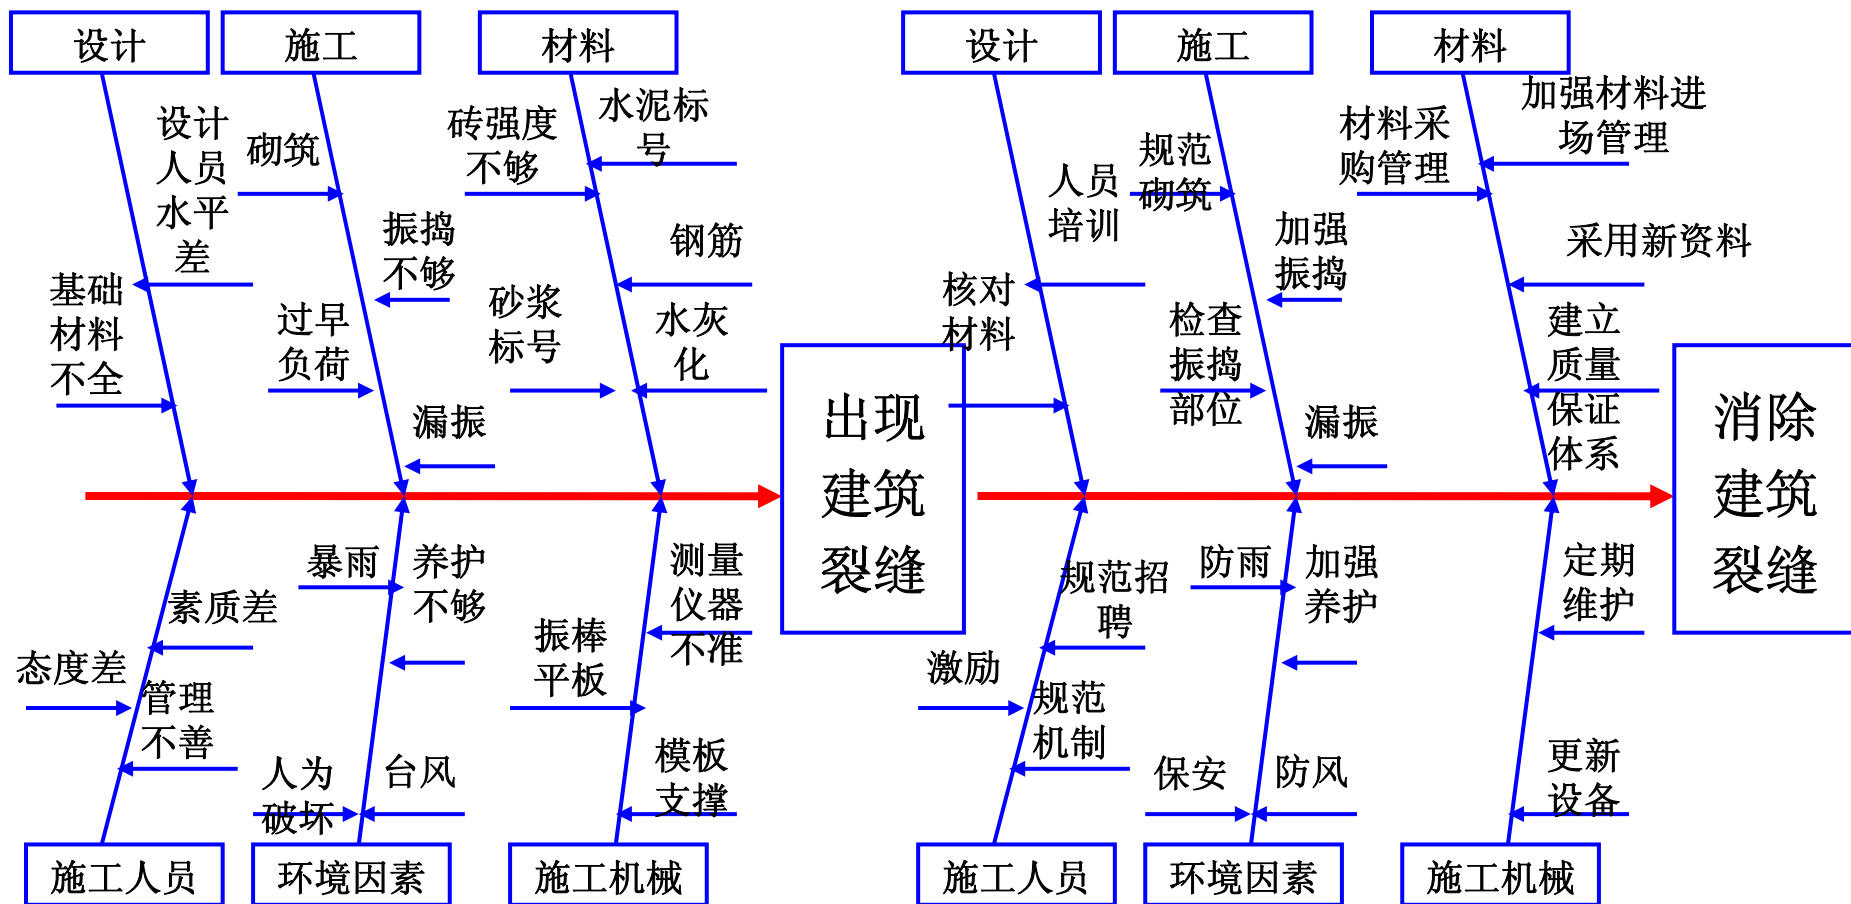 设计
施工
材料
设计
人员
水平
差
基础
材料
不全
砌筑
振捣
不够
过早
负荷
漏振
砖强度
不够
水泥标
号
钢筋
砂浆
标号
水灰
化
出现
建筑
裂缝
素质差
态度差
管理
不善
暴雨
养护
不够
人为
破坏
台风
测量
仪器
不准
振棒
平板
模板
支撑
施工人员
环境因素
施工机械
设计
施工
材料
人员
培训
核对
材料
规范
砌筑
加强
振捣
检查
振捣
部位
漏振
材料采
购管理
加强材料进
场管理
采用新资料
建立
质量
保证
体系
消除
建筑
裂缝
规范招
聘
激励
规范
机制
防雨
加强
养护
保安
防风
定期
维护
更新
设备
施工人员
环境因素
施工机械